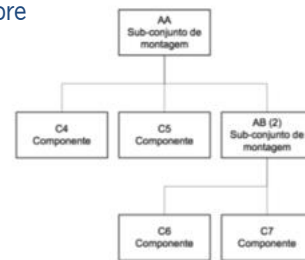 bre
AA
Sub-conjunto de
montagem
C4
Componente
C5
Componente
AB (2)
Sub-conjunto de
montagem
C6
Componente
C7
Componente